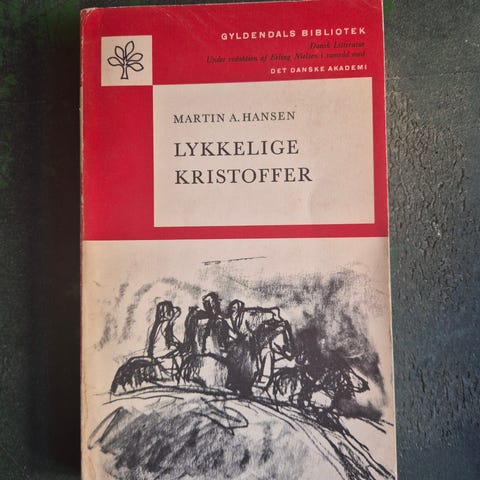 GYLDENDALS BIBLIOTEK
Dansk Litteratur
Under redaktion af Erling Nielsen i samråd med
DET DANSKE AKADEMI
MARTIN A. HANSEN
LYKKELIGE
KRISTOFFER